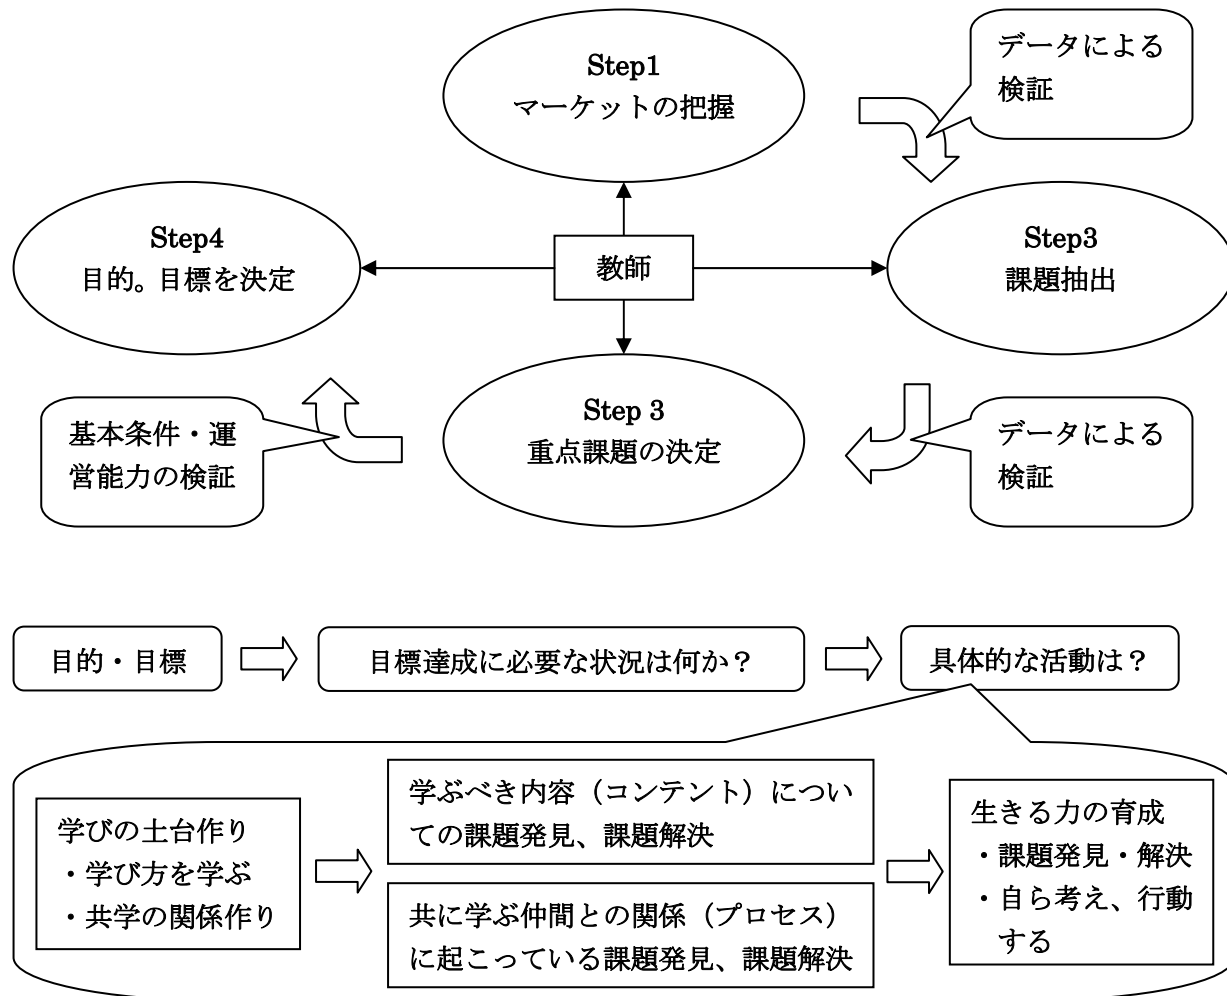 Step1
マーケットの把握
データによる
検証
Step4
目的。目標を決定
教師
Step3
課題抽出
基本条件・運
営能力の検証
Step 3
重点課題の決定
データによる
検証
目的・目標
目標達成に必要な状況は何か？
具体的な活動は？
学びの土台作り
・学び方を学ぶ
・共学の関係作り
学ぶべき内容（コンテント）につい
ての課題発見、課題解決
共に学ぶ仲間との関係（プロセス）
に起こっている課題発見、課題解決
生きる力の育成
・課題発見・解決
・自ら考え、行動
する